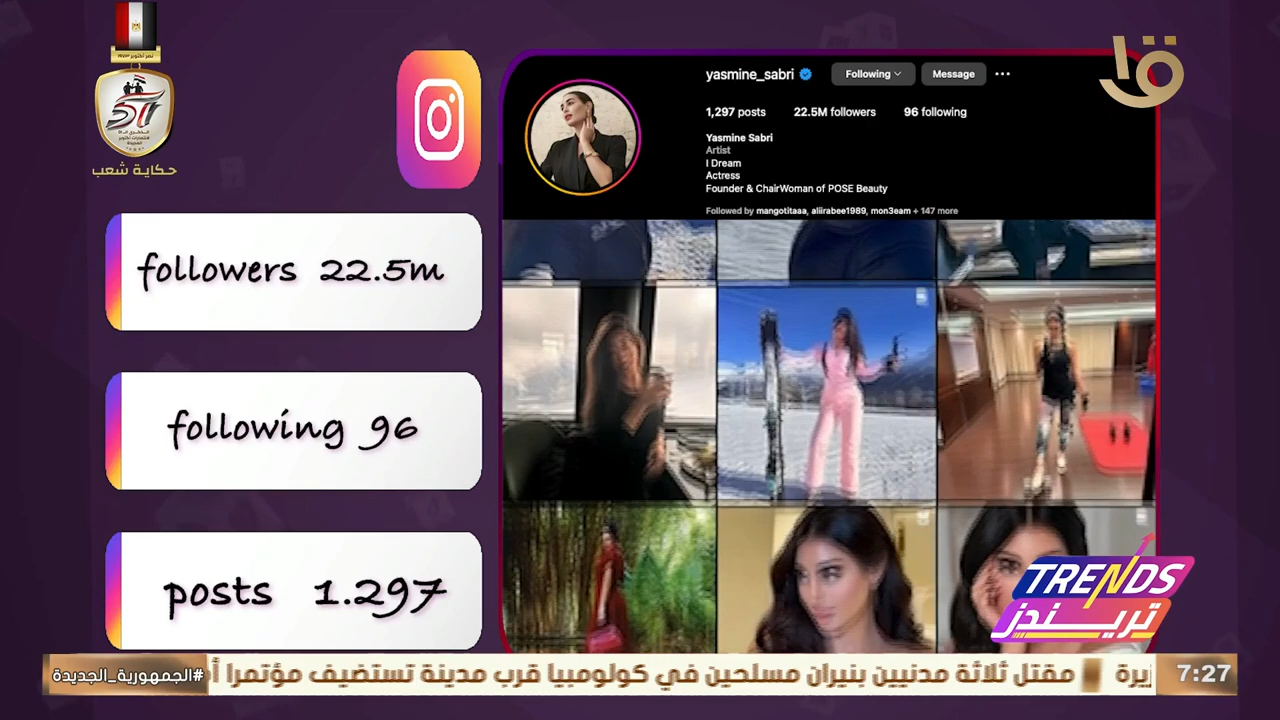 حكاية شعب
followers 22.5m
following 96
posts 1.297
yasmine_sabri
Following
Message
1,297 posts 22.5M followers 96 following
Yasmine Sabri
Artist
I Dream
Actress
Founder & ChairWoman of POSE Beauty
Followed by mangotitaaa, aliirabee1989, mon3eam + 147 more
TRENDS
تريندز
#الجمهورية_الجديدة
زيرة مقتل ثلاثة مدنيين بنيران مسلحين في كولومبيا قرب مدينة تستضيف مؤتمرا أ
7:27